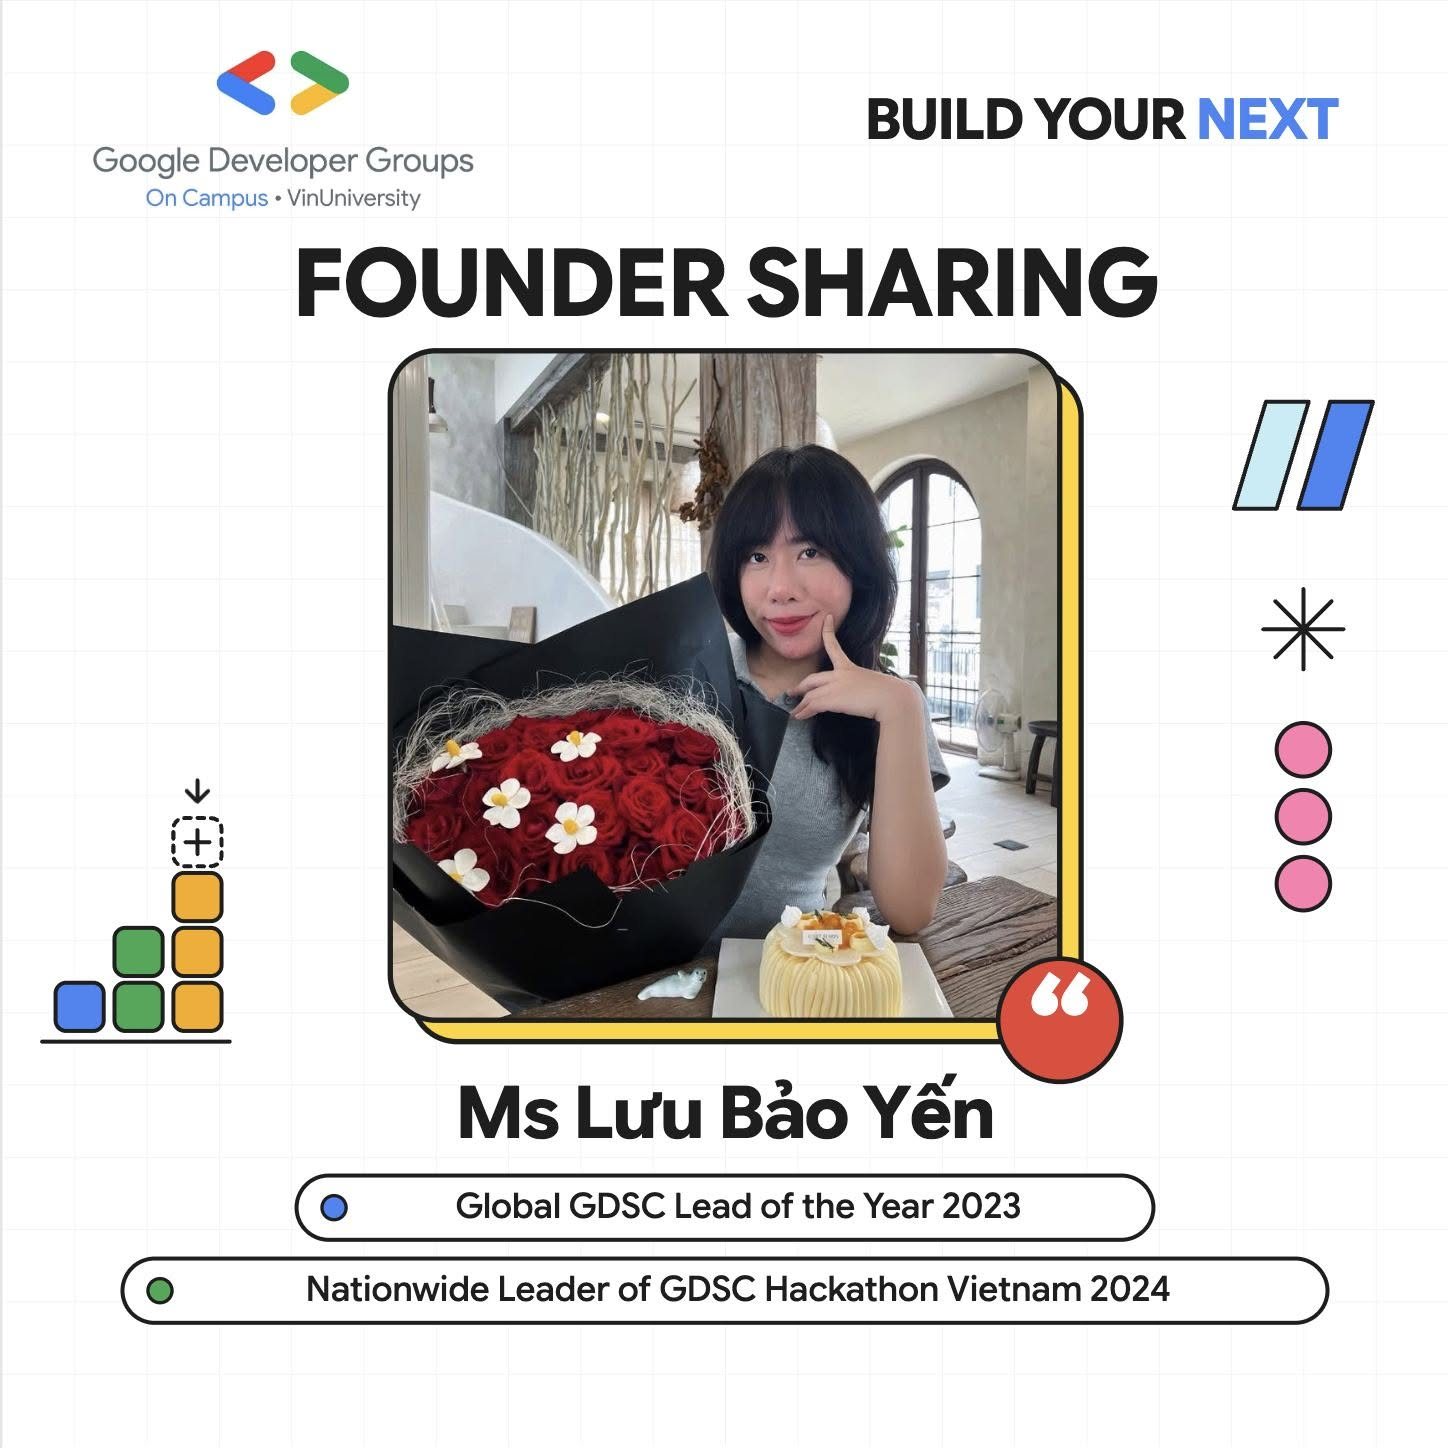 Google Developer Groups
On Campus • VinUniversity
BUILD YOUR NEXT
FOUNDER SHARING
Ms Lưu Bảo Yến
Global GDSC Lead of the Year 2023
Nationwide Leader of GDSC Hackathon Vietnam 2024